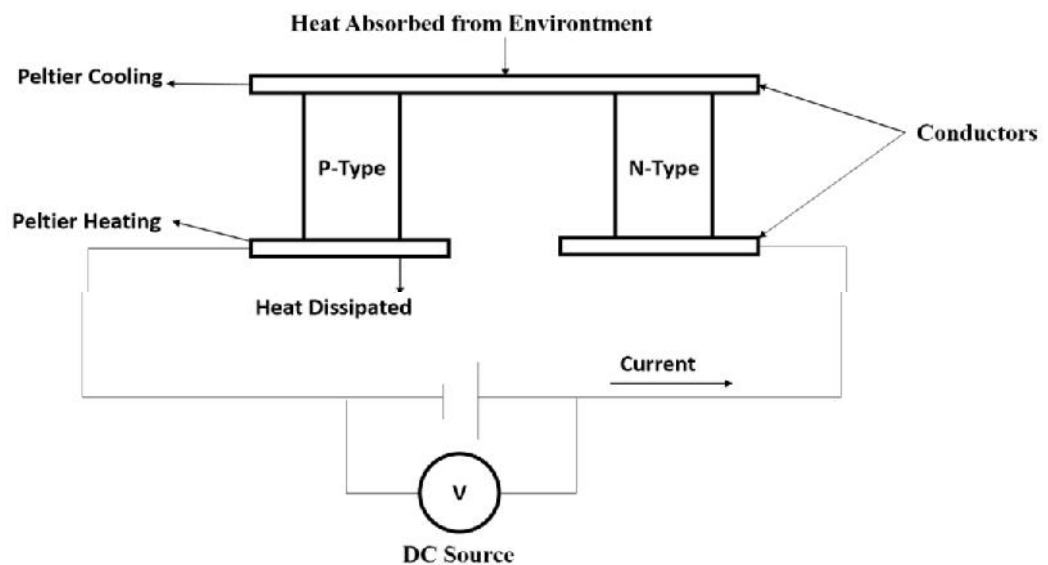 Heat Absorbed from Environtment
Peltier Cooling
Conductors
P-Type
N-Type
Peltier Heating
Heat Dissipated
Current
V
DC Source